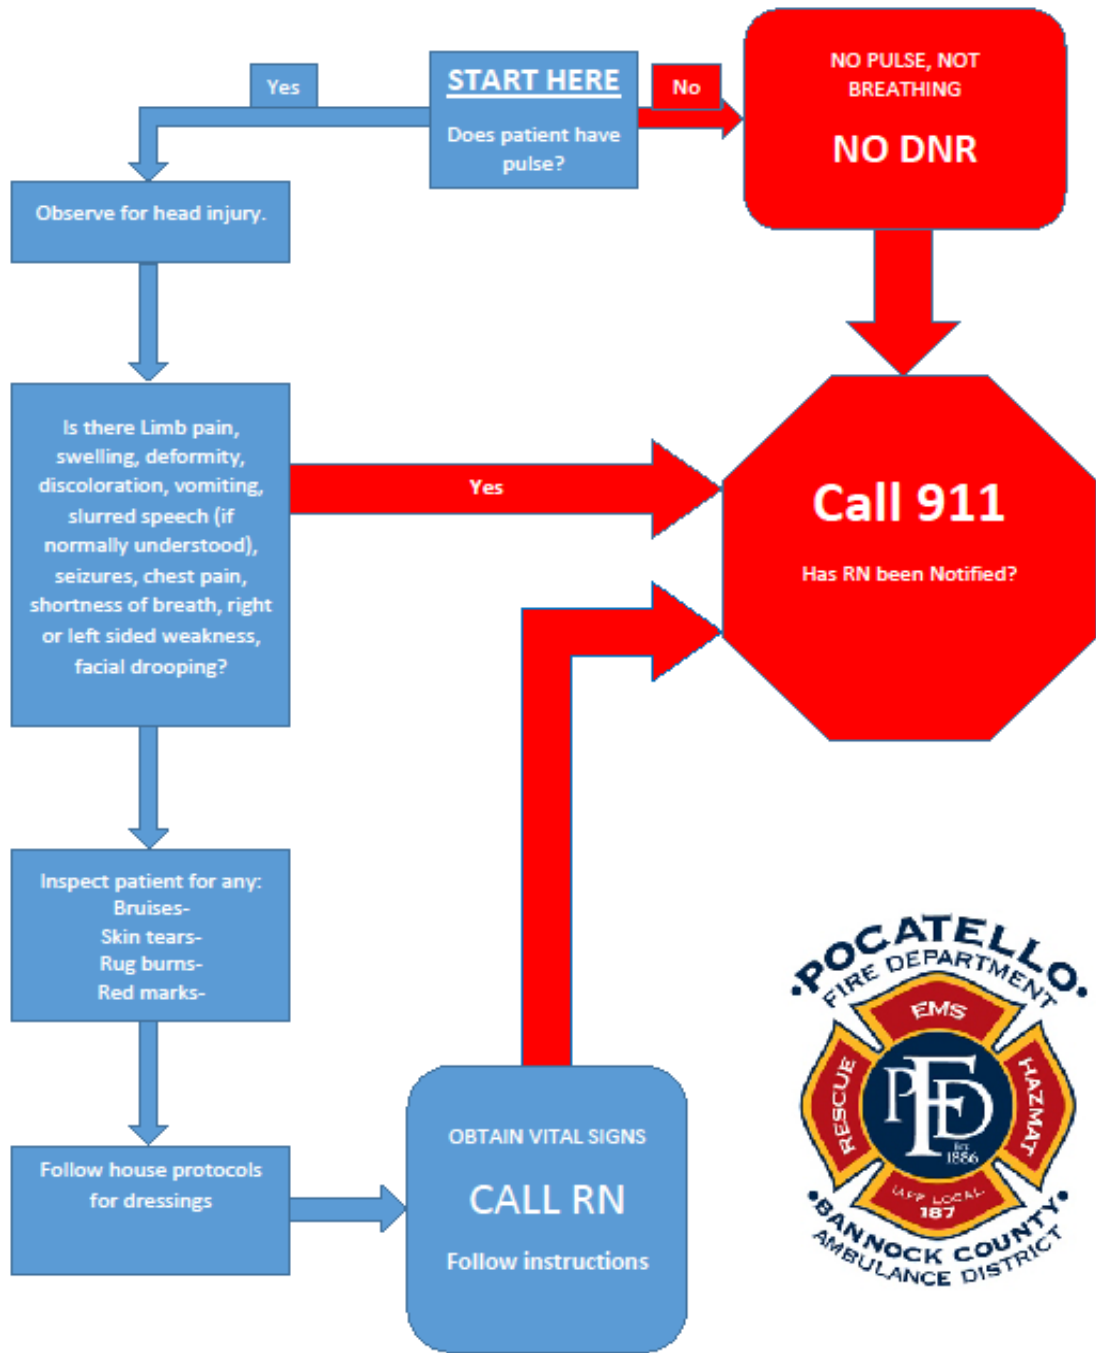 START HERE
Does patient have
pulse?
Yes
No
NO PULSE, NOT
BREATHING
NO DNR
Observe for head injury.
Is there Limb pain,
swelling, deformity,
discoloration, vomiting,
slurred speech (if
normally understood),
seizures, chest pain,
shortness of breath, right
or left sided weakness,
facial drooping?
Yes
Call 911
Has RN been Notified?
Inspect patient for any:
Bruises-
Skin tears-
Rug burns-
Red marks-
Follow house protocols
for dressings
OBTAIN VITAL SIGNS
CALL RN
Follow instructions
•POCATELLO•
FIRE DEPARTMENT
EMS
RESCUE
HAZMAT
PFD
EST
1886
IAFF LOCAL
187
•BANNOCK COUNTY•
AMBULANCE DISTRICT